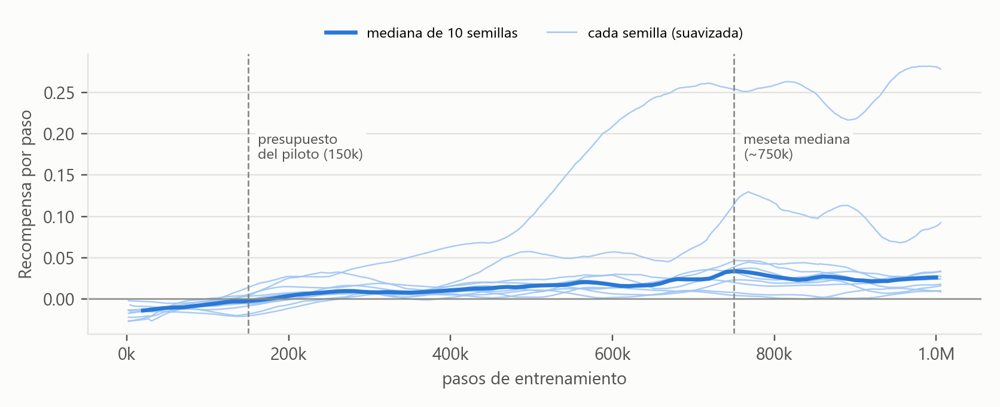 mediana de 10 semillas
cada semilla (suavizada)
Recompensa por paso
0.25
0.20
0.15
0.10
0.05
0.00
presupuesto
del piloto (150k)
meseta mediana
(~750k)
0k
200k
400k
600k
800k
1.0M
pasos de entrenamiento